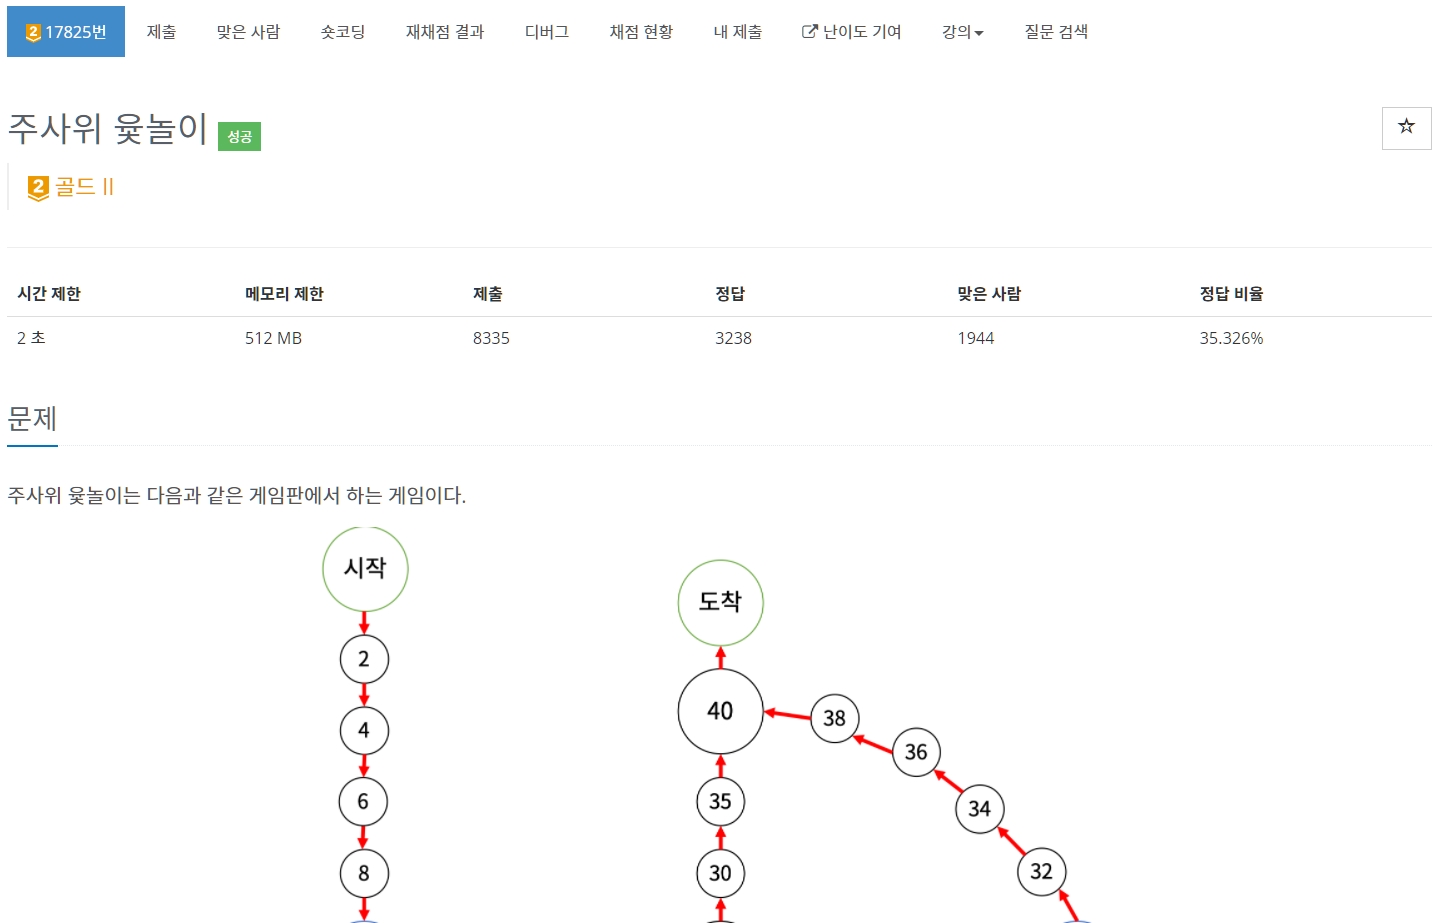 2 17825번 제출 맞은 사람 숏코딩 재채점 결과 디버그 채점 현황 내 제출 난이도 기여 강의 질문 검색
주사위 윷놀이 성공
2 골드 II
시간 제한 메모리 제한 제출 정답 맞은 사람 정답 비율
2 초 512 MB 8335 3238 1944 35.326%
문제
주사위 윷놀이는 다음과 같은 게임판에서 하는 게임이다.
시작
도착
2
40
38
4
36
6
35
34
8
30
32